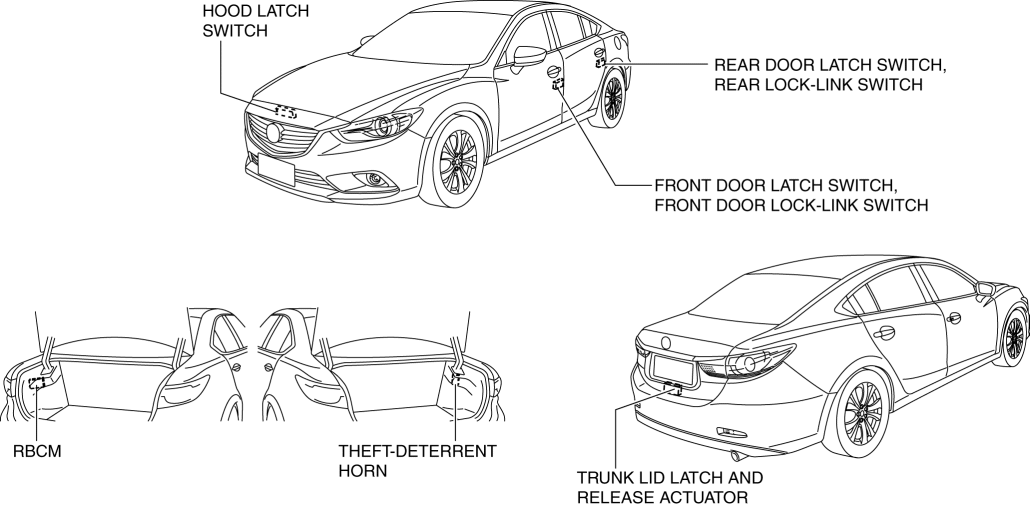 HOOD LATCH
SWITCH
REAR DOOR LATCH SWITCH,
REAR LOCK-LINK SWITCH
FRONT DOOR LATCH SWITCH,
FRONT DOOR LOCK-LINK SWITCH
RBCM
THEFT-DETERRENT
HORN
TRUNK LID LATCH AND
RELEASE ACTUATOR